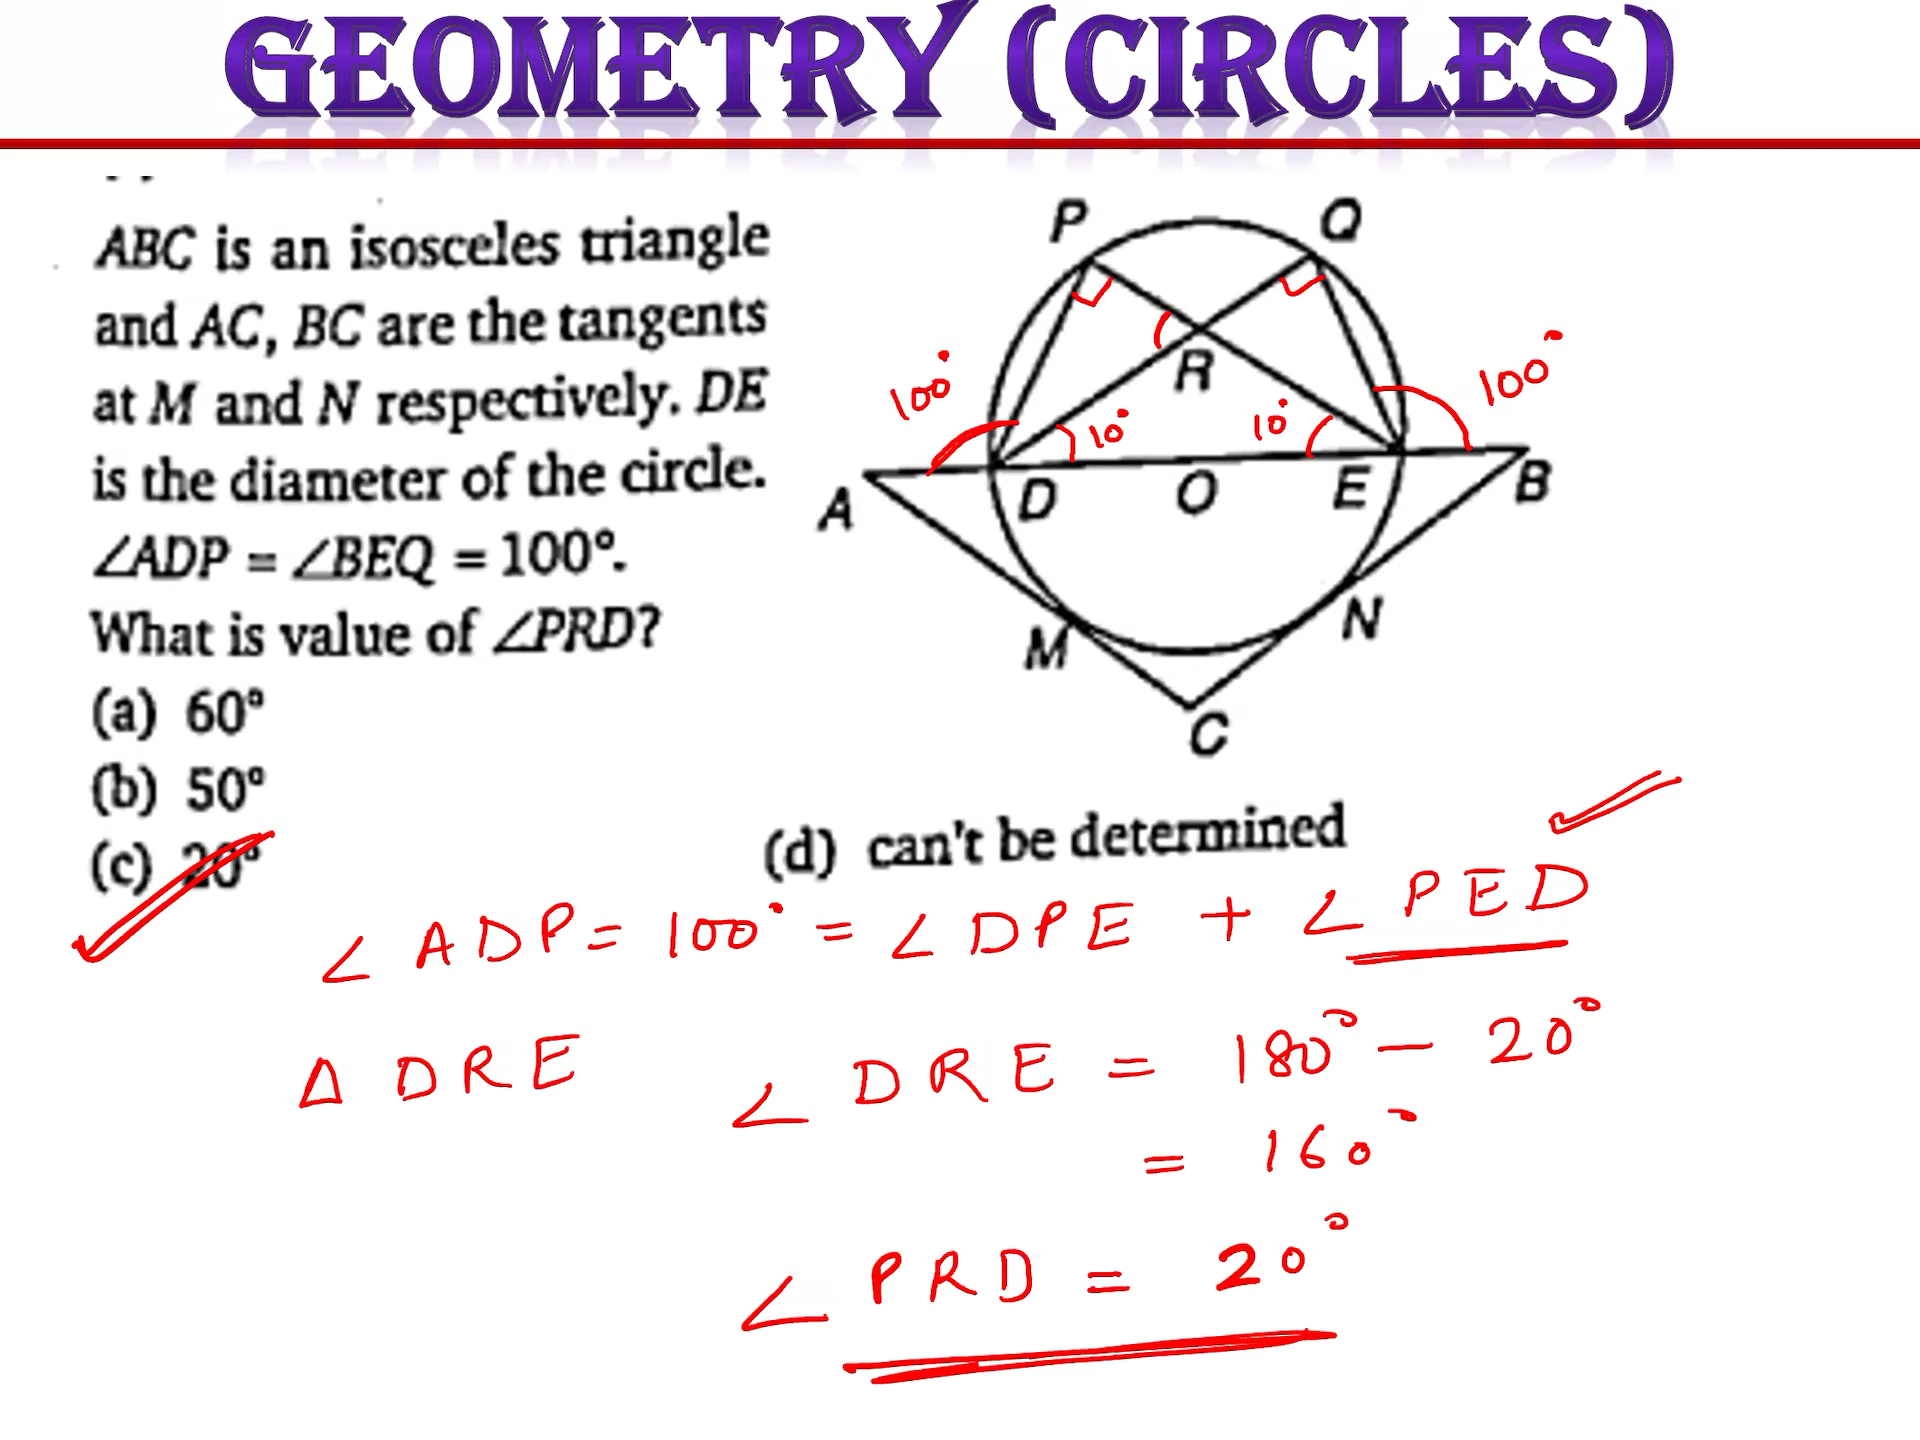 GEOMETRY (CIRCLES)
ABC is an isosceles triangle
and AC, BC are the tangents
at M and N respectively. DE
is the diameter of the circle.
∠ADP = ∠BEQ = 100°.
What is value of ∠PRD?
(a) 60°
(b) 50°
(c) 20°
(d) can't be determined
P
Q
R
100°
100°
10°
10°
A
D
O
E
B
M
N
C
∠ADP = 100° = ∠DPE + ∠PED
Δ DRE ∠DRE = 180° - 20°
= 160°
∠PRD = 20°